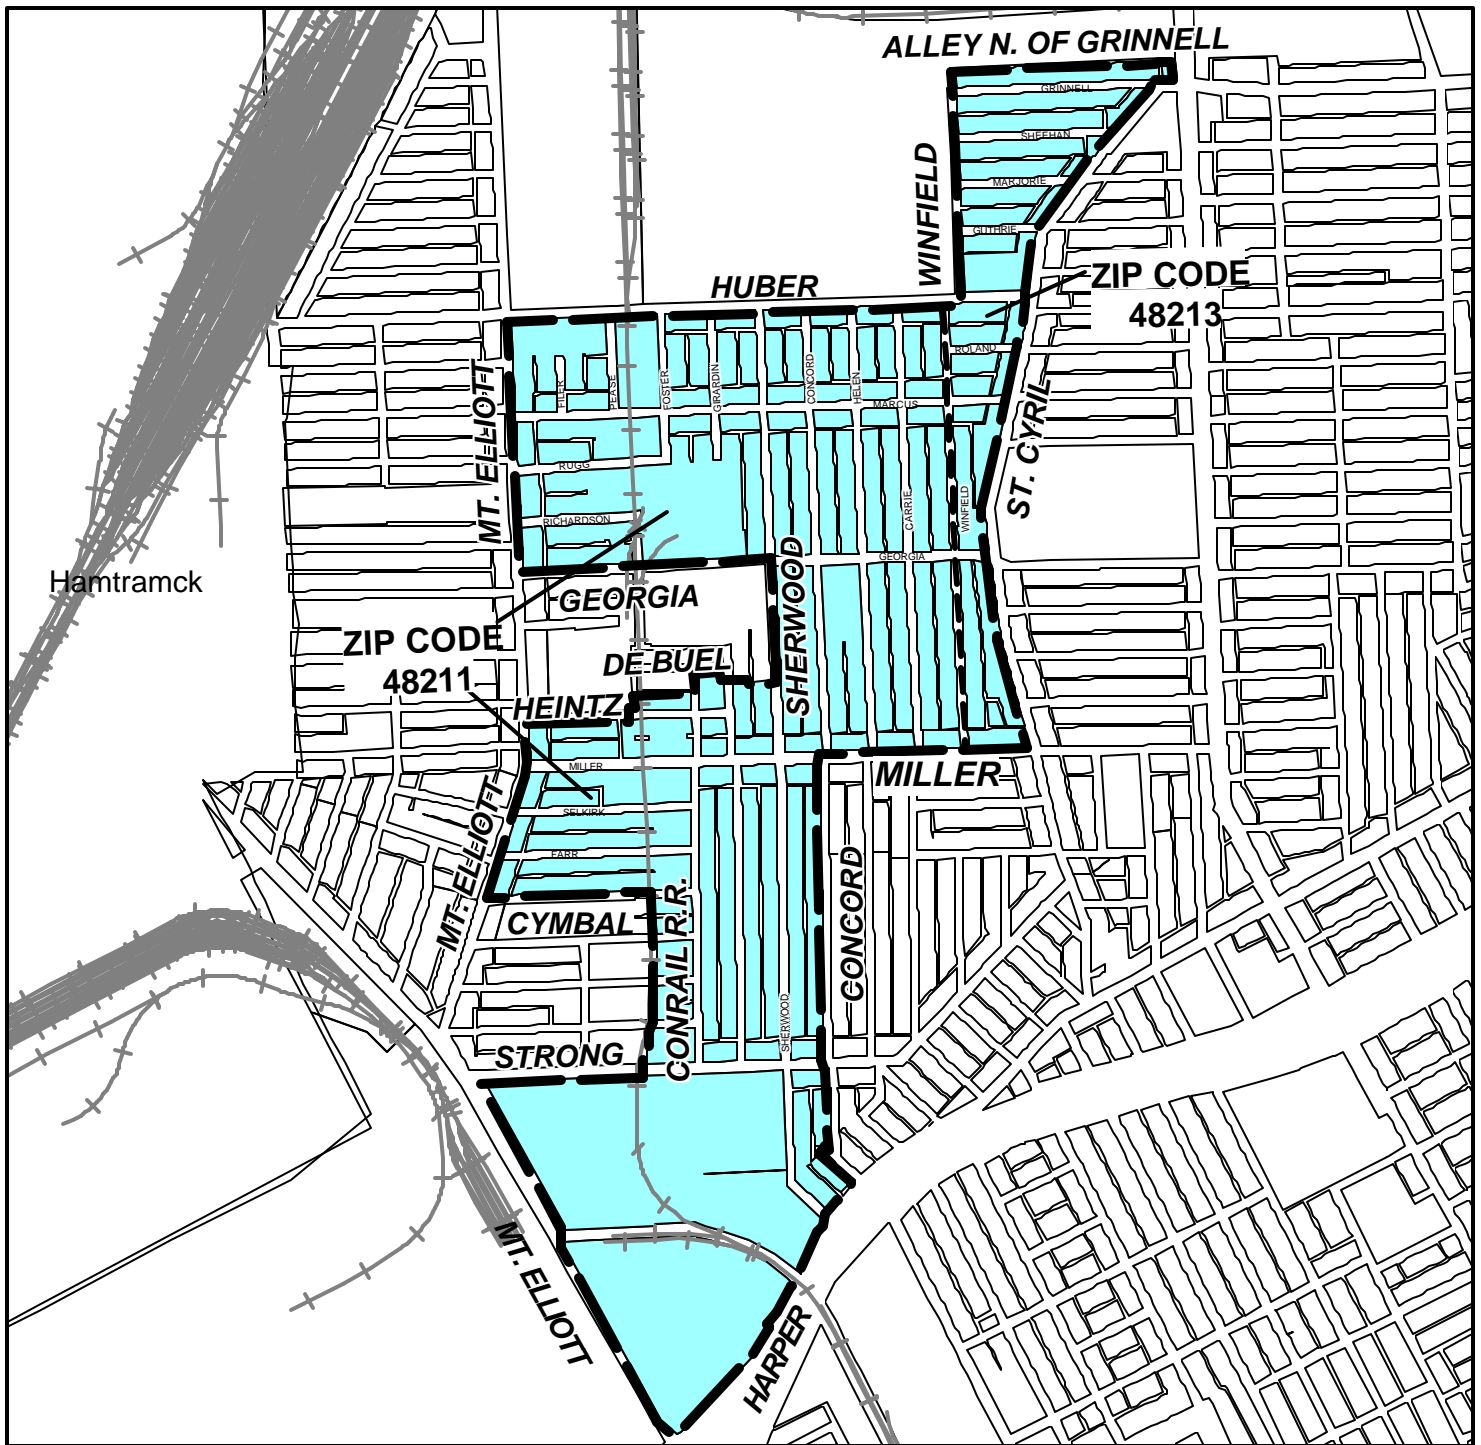 ALLEY N. OF GRINNELL
GRINNELL
SHEEHAN
WINFIELD
MARJORIE
GUTHRIE
ZIP CODE
48213
HUBER
ROLAND
MT. ELLIOTT
FILER
PEASE
FOSTER
GIRARDIN
CONCORD
HELEN
MARCUS
ST. CYRIL
RUGG
CARRIE
WINFIELD
RICHARDSON
GEORGIA
Hamtramck
GEORGIA
SHERWOOD
ZIP CODE
48211
DE BUEL
HEINTZ
MILLER
MILLER
MT. ELLIOTT
SELKIRK
FARR
CYMBAL
CONRAIL R.R.
CONCORD
SHERWOOD
STRONG
MT. ELLIOTT
HARPER